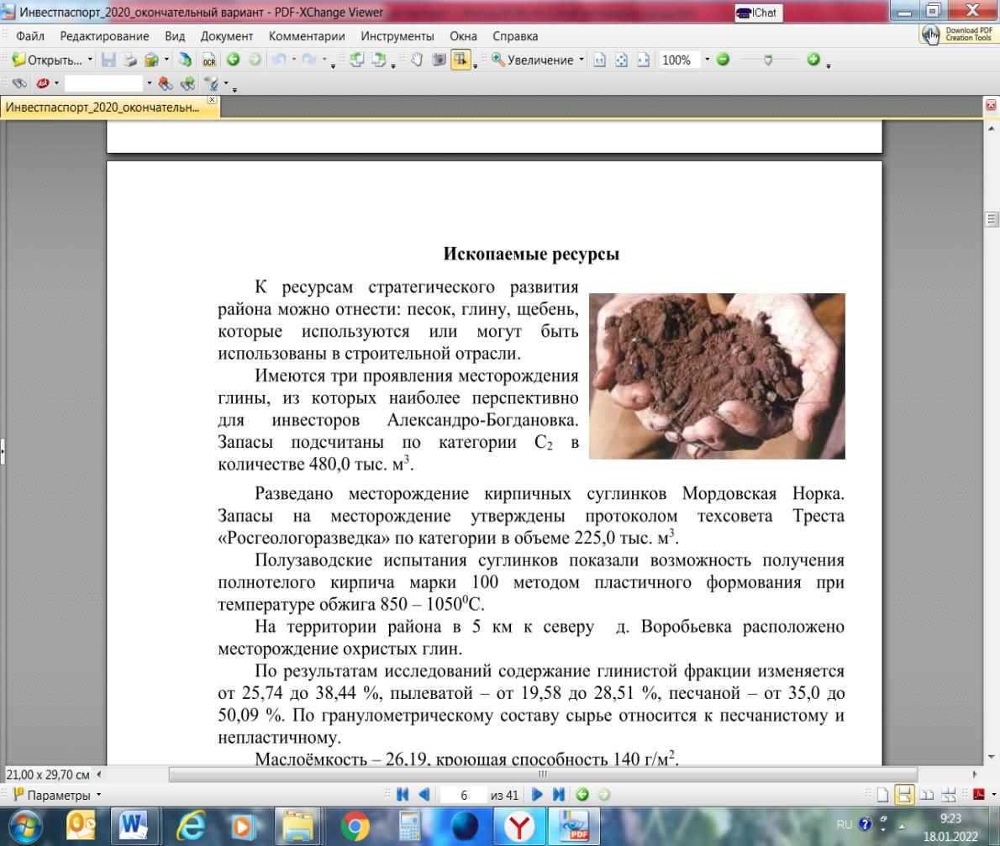 Инвестпаспорт_2020_окончательный вариант - PDF-XChange Viewer
IChat
Файл Редактирование Вид Документ Комментарии Инструменты Окна Справка
Download PDF
Creation Tools
Открыть... OCR Увеличение 100%
Инвестпаспорт_2020_окончательн...
Ископаемые ресурсы
К ресурсам стратегического развития
района можно отнести: песок, глину, щебень,
которые используются или могут быть
использованы в строительной отрасли.
Имеются три проявления месторождения
глины, из которых наиболее перспективно
для инвесторов Александро-Богдановка.
Запасы подсчитаны по категории С₂ в
количестве 480,0 тыс. м³.
Разведано месторождение кирпичных суглинков Мордовская Норка.
Запасы на месторождение утверждены протоколом техсовета Треста
«Росгеологоразведка» по категории в объеме 225,0 тыс. м³.
Полузаводские испытания суглинков показали возможность получения
полнотелого кирпича марки 100 методом пластичного формования при
температуре обжига 850 – 1050⁰С.
На территории района в 5 км к северу д. Воробьевка расположено
месторождение охристых глин.
По результатам исследований содержание глинистой фракции изменяется
от 25,74 до 38,44 %, пылеватой – от 19,58 до 28,51 %, песчаной – от 35,0 до
50,09 %. По гранулометрическому составу сырье относится к песчанистому и
непластичному.
Маслоёмкость – 26,19, кроющая способность 140 г/м².
21,00 x 29,70 см
Параметры 6 из 41
RU 9:23
18.01.2022